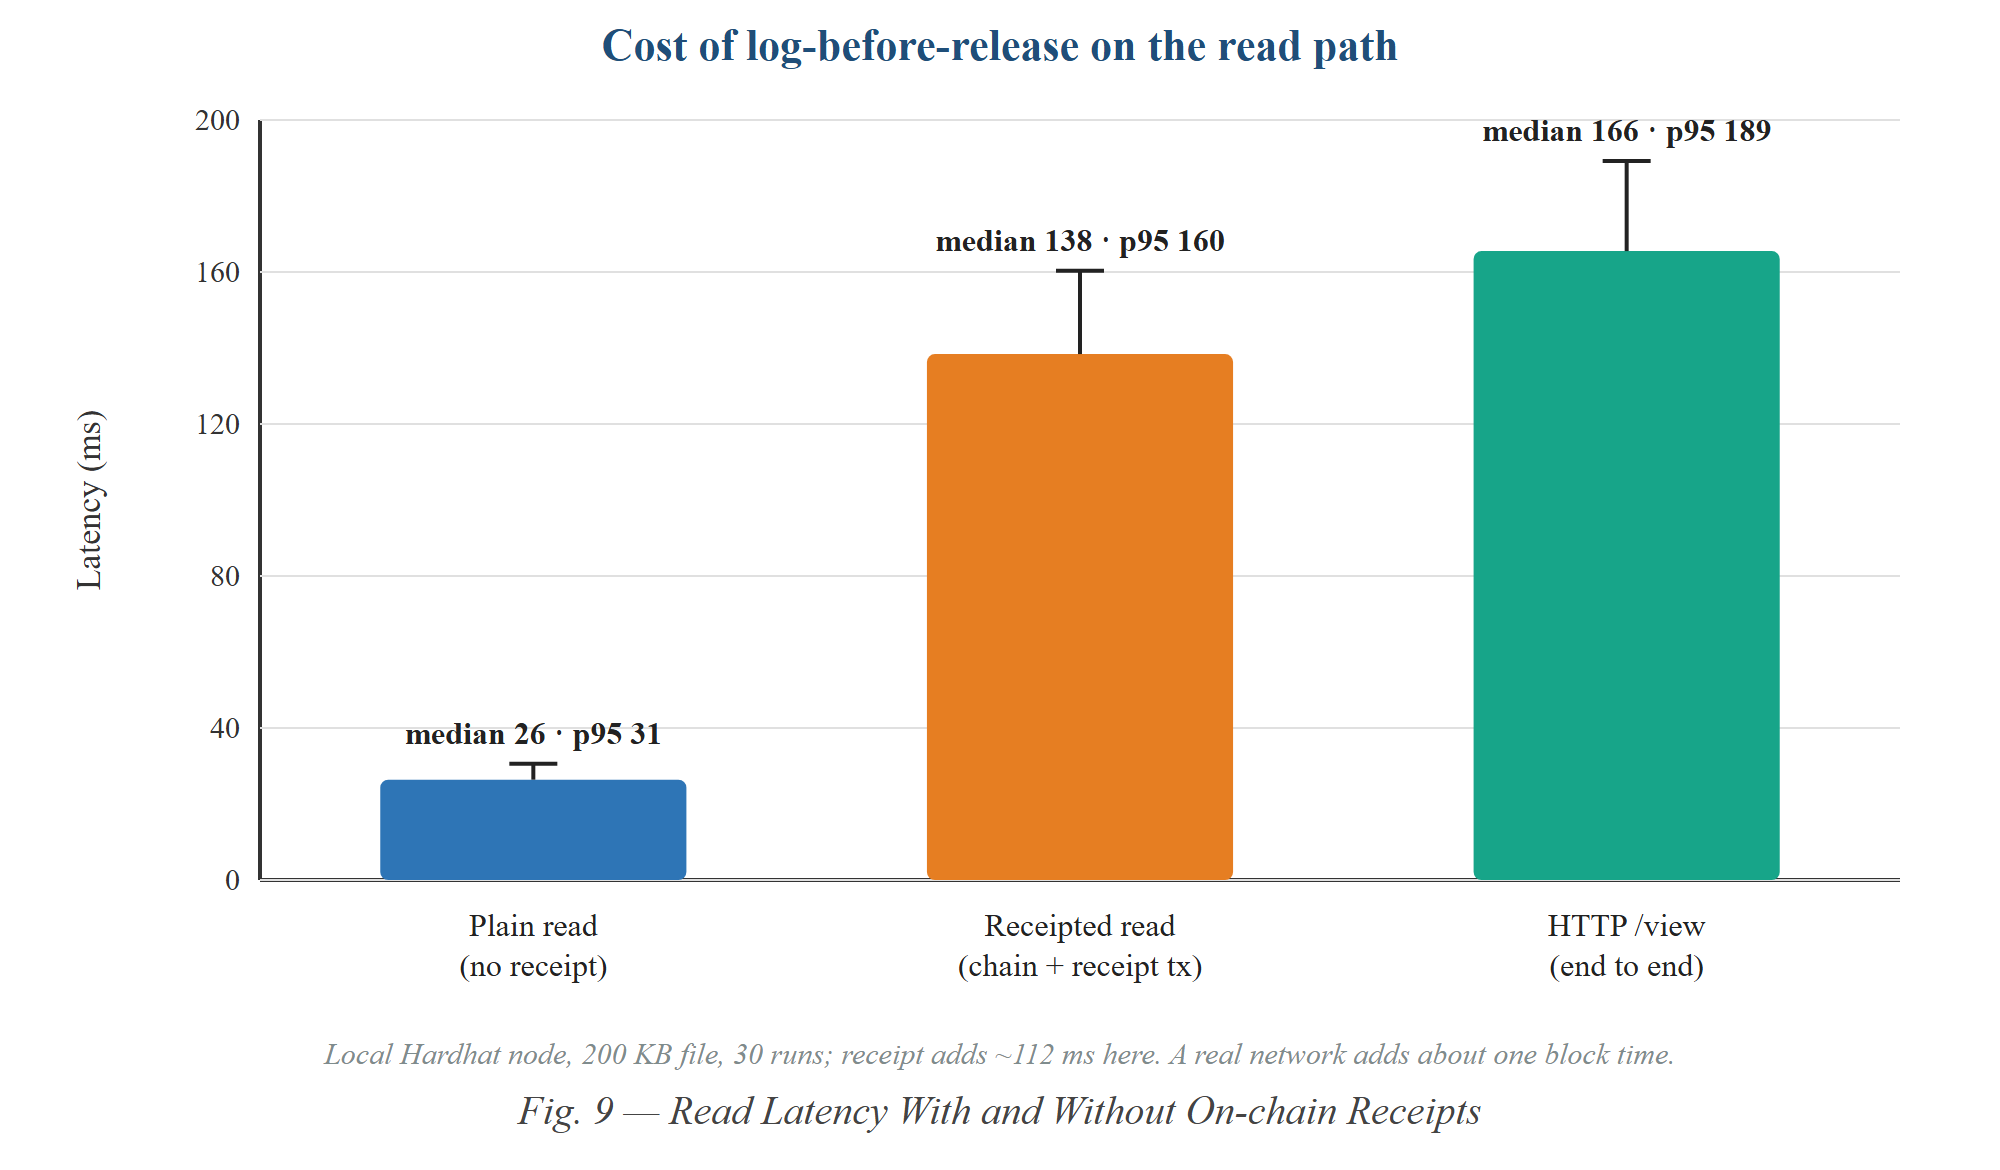 Cost of log-before-release on the read path
200
160
120
80
40
0
Latency (ms)
median 26 · p95 31
median 138 · p95 160
median 166 · p95 189
Plain read
(no receipt)
Receipted read
(chain + receipt tx)
HTTP /view
(end to end)
Local Hardhat node, 200 KB file, 30 runs; receipt adds ~112 ms here. A real network adds about one block time.
Fig. 9 — Read Latency With and Without On-chain Receipts